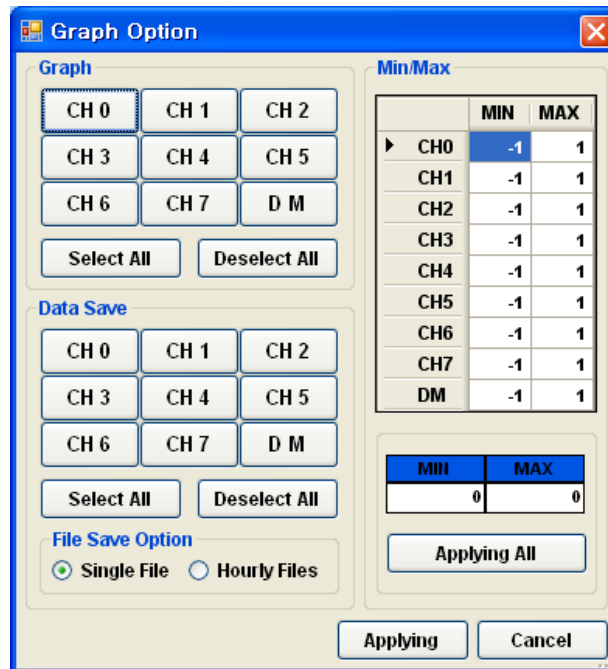 Graph Option
Graph
CH 0 CH 1 CH 2
CH 3 CH 4 CH 5
CH 6 CH 7 D M
Select All Deselect All
Data Save
CH 0 CH 1 CH 2
CH 3 CH 4 CH 5
CH 6 CH 7 D M
Select All Deselect All
File Save Option
Single File Hourly Files
Min/Max
MIN MAX
CH0 -1 1
CH1 -1 1
CH2 -1 1
CH3 -1 1
CH4 -1 1
CH5 -1 1
CH6 -1 1
CH7 -1 1
DM -1 1
MIN MAX
0 0
Applying All
Applying Cancel